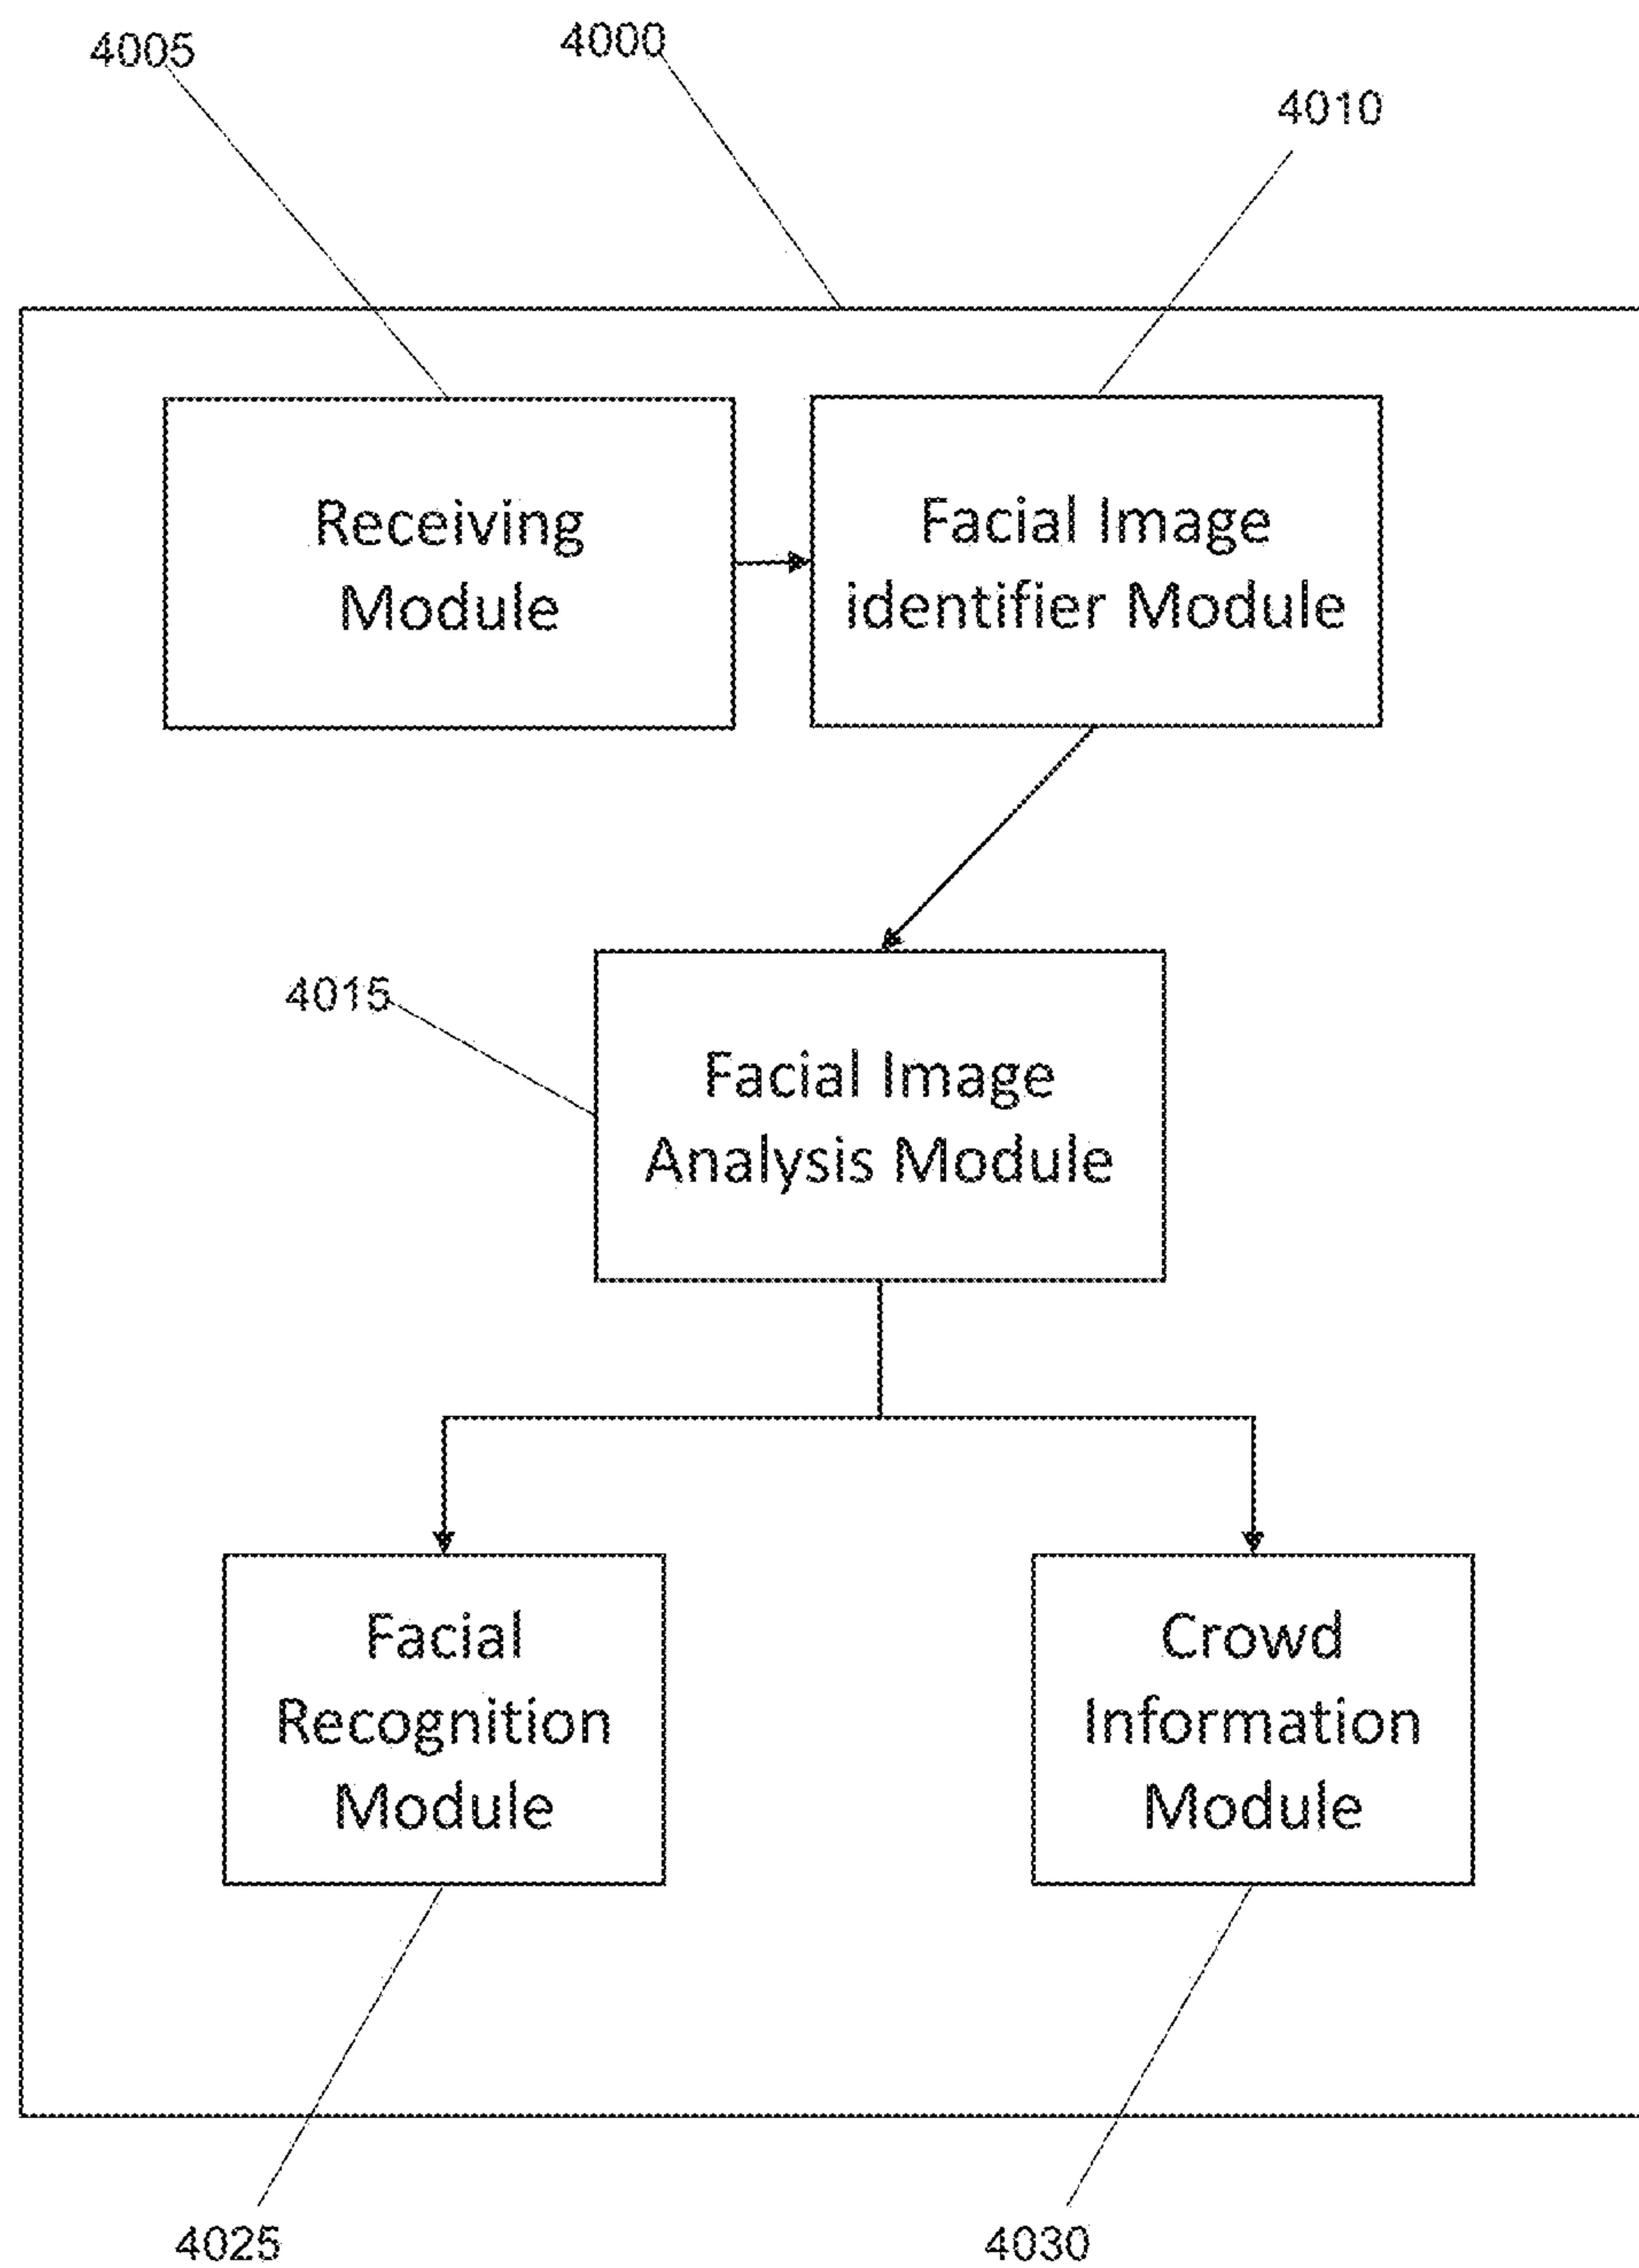 4005
4000
4010
Receiving
Module
Facial Image
identifier Module
4015
Facial Image
Analysis Module
Facial
Recognition
Module
Crowd
Information
Module
4025
4030